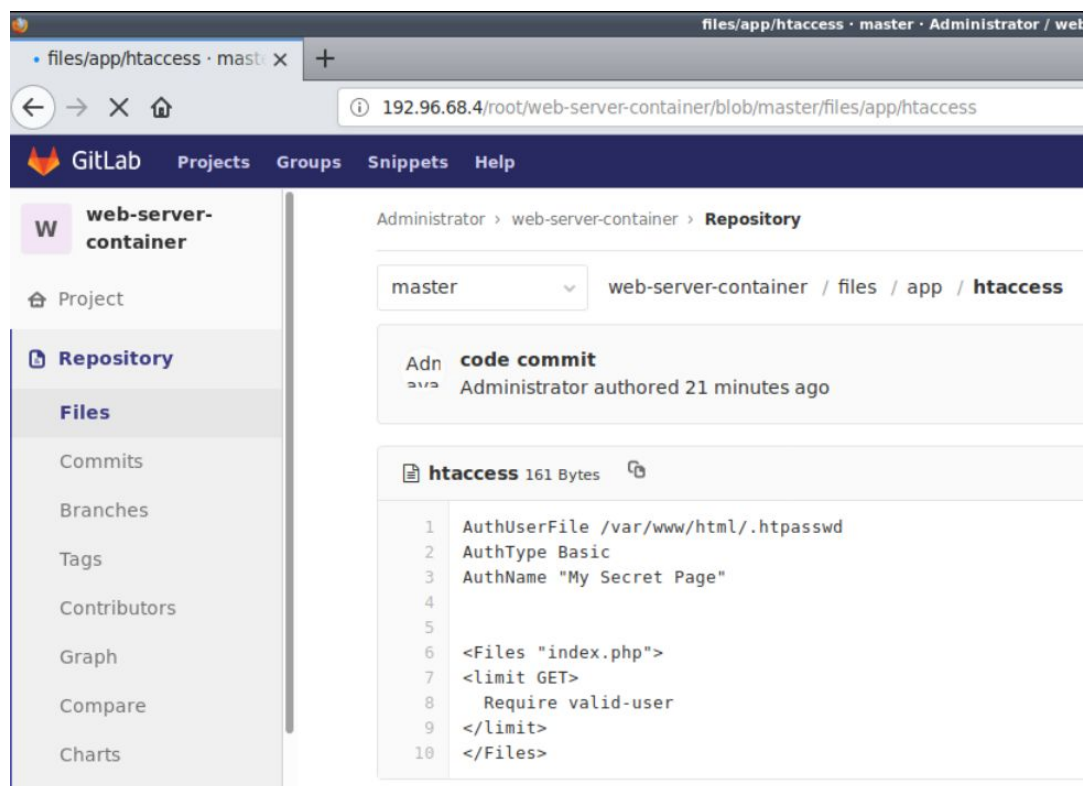 files/app/htaccess · master · Administrator / web
files/app/htaccess · mast
192.96.68.4/root/web-server-container/blob/master/files/app/htaccess
GitLab Projects Groups Snippets Help
W web-server-container
Administrator › web-server-container › Repository
master web-server-container / files / app / htaccess
Project
Repository
Files
Commits
Branches
Tags
Contributors
Graph
Compare
Charts
code commit
Administrator authored 21 minutes ago
htaccess 161 Bytes
1 AuthUserFile /var/www/html/.htpasswd
2 AuthType Basic
3 AuthName "My Secret Page"
4
5
6 <Files "index.php">
7 <limit GET>
8 Require valid-user
9 </limit>
10 </Files>